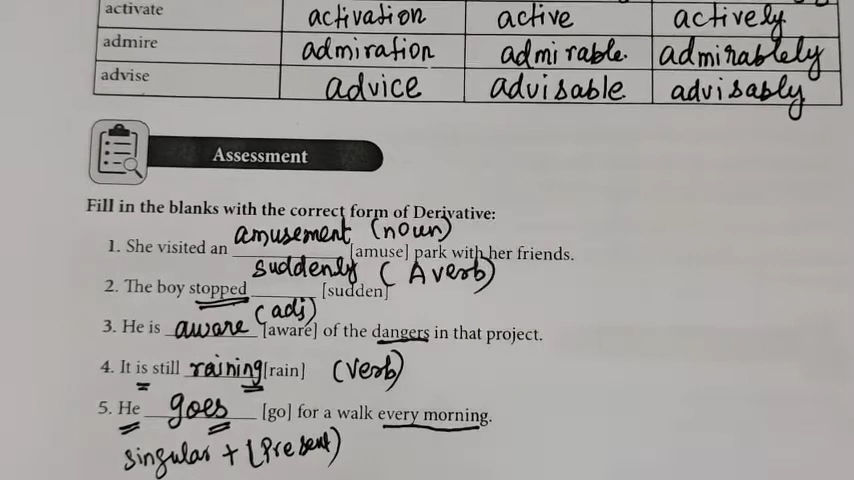 activate activation active actively
admire admiration admirable. admirablely
advise advice advisable. advisably
Assessment
Fill in the blanks with the correct form of Derivative:
amusement (noun)
1. She visited an ____________ [amuse] park with her friends.
suddenly ( Averb)
2. The boy stopped ______ [sudden]
(adj)
3. He is aware [aware] of the dangers in that project.
4. It is still raining [rain] (Verb)
5. He goes [go] for a walk every morning.
singular + (Present)